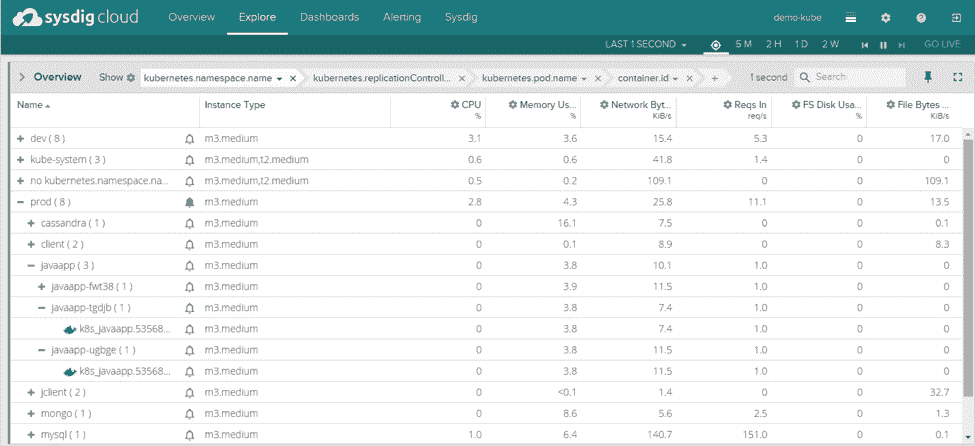 sysdig cloud Overview Explore Dashboards Alerting Sysdig demo-kube
LAST 1 SECOND 5 M 2 H 1 D 2 W GO LIVE
Overview Show kubernetes.namespace.name kubernetes.replicationControll... kubernetes.pod.name container.id + 1 second Search
Name Instance Type CPU Memory Us... Network Byt... Reqs In FS Disk Usa... File Bytes ...
% % KiB/s req/s % KiB/s
+ dev ( 8 ) m3.medium 3.1 3.6 15.4 5.3 0 17.0
+ kube-system ( 3 ) m3.medium,t2.medium 0.6 0.6 41.8 1.4 0 0
+ no kubernetes.namespace.na... m3.medium,t2.medium 0.5 0.2 109.1 0 0 109.1
− prod ( 8 ) m3.medium 2.8 4.3 25.8 11.1 0 13.5
+ cassandra ( 1 ) m3.medium 0 16.1 7.5 0 0 0.1
+ client ( 2 ) m3.medium 0 0.1 8.9 0 0 8.3
− javaapp ( 3 ) m3.medium 0 3.8 10.1 1.0 0 0
+ javaapp-fwt38 ( 1 ) m3.medium 0 3.9 11.5 1.0 0 0
− javaapp-tgdjb ( 1 ) m3.medium 0 3.8 7.4 1.0 0 0
k8s_javaapp.53568... m3.medium 0 3.8 7.4 1.0 0 0
− javaapp-ugbge ( 1 ) m3.medium 0 3.8 11.5 1.0 0 0
k8s_javaapp.53568... m3.medium 0 3.8 11.5 1.0 0 0
+ jclient ( 2 ) m3.medium 0 <0.1 1.4 0 0 32.7
+ mongo ( 1 ) m3.medium 0 8.6 5.6 2.5 0 1.3
+ mysql ( 1 ) m3.medium 1.0 6.4 140.7 151.0 0 0.1